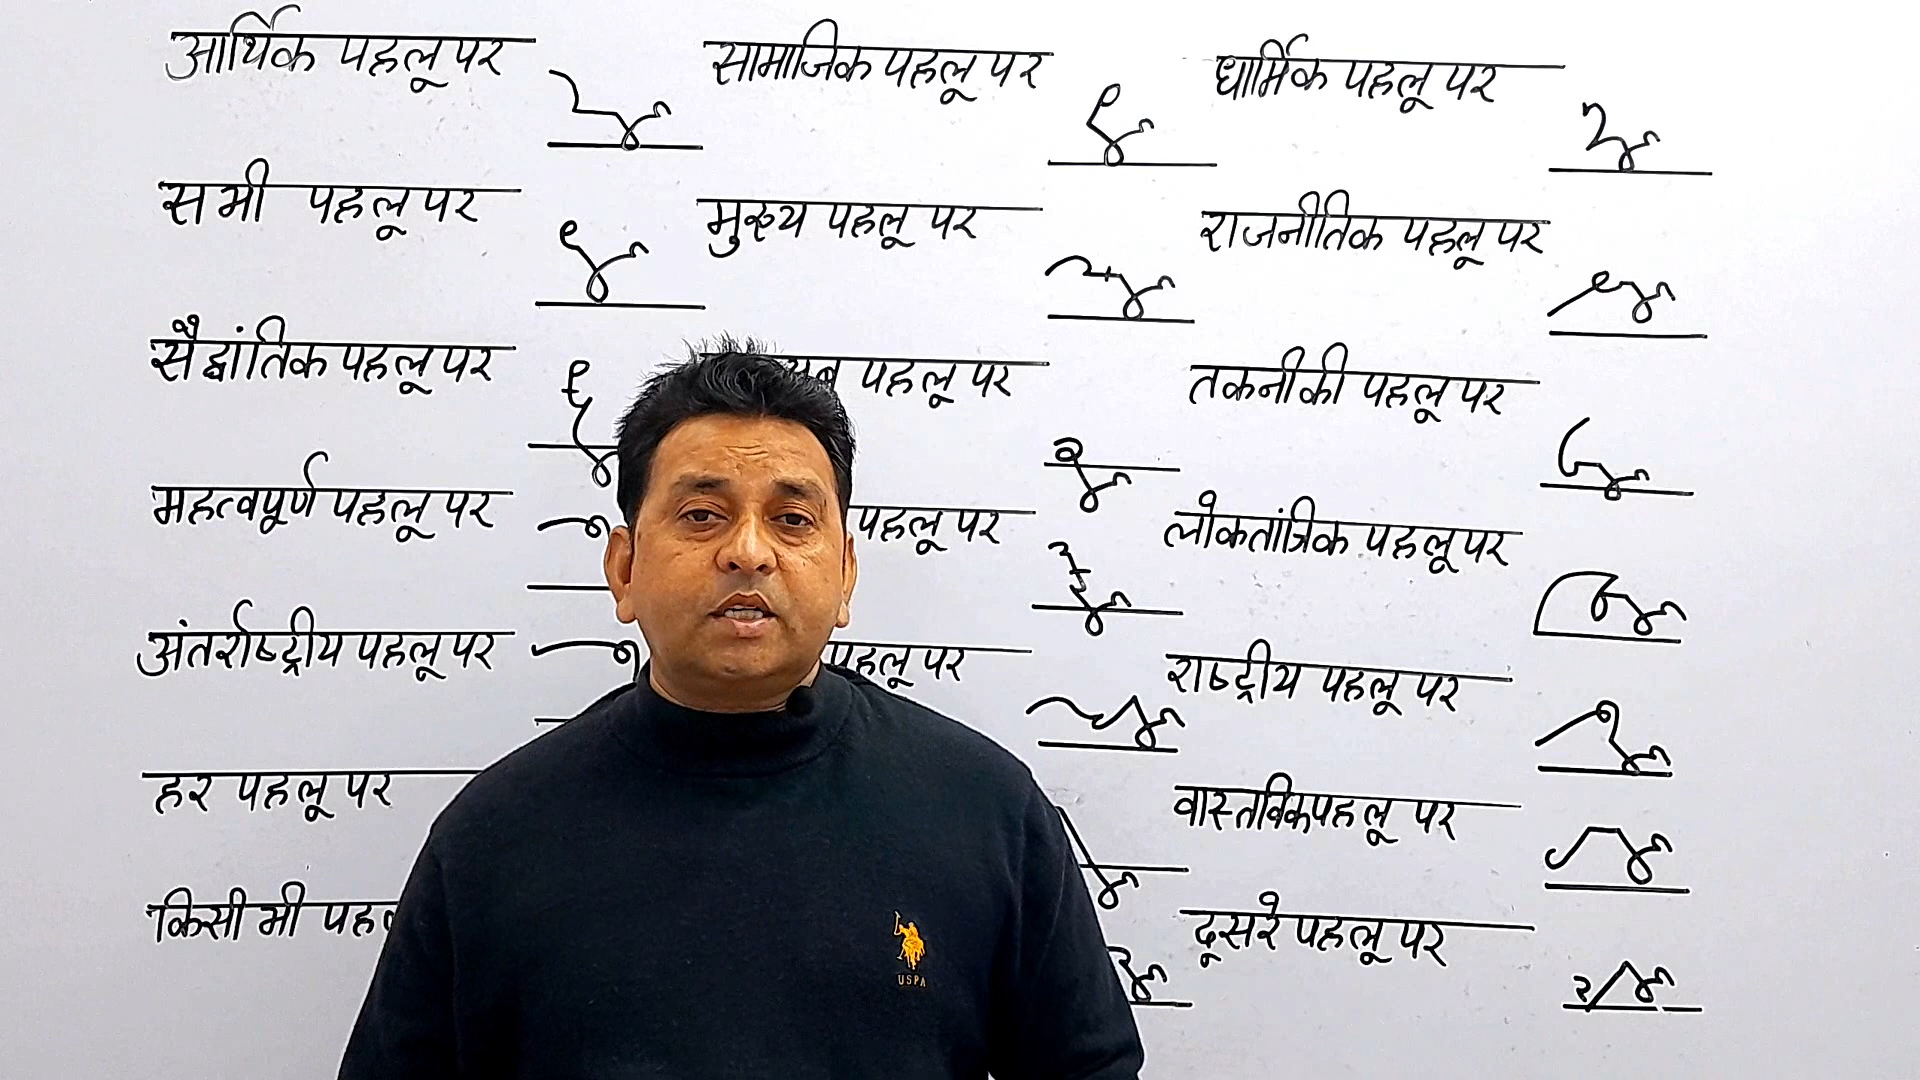 आर्थिक पहलू पर
सामाजिक पहलू पर
धार्मिक पहलू पर
सभी पहलू पर
मुख्य पहलू पर
राजनीतिक पहलू पर
सैद्धांतिक पहलू पर
पहलू पर
तकनीकी पहलू पर
महत्वपूर्ण पहलू पर
पहलू पर
लोकतांत्रिक पहलू पर
अंतर्राष्ट्रीय पहलू पर
पहलू पर
राष्ट्रीय पहलू पर
हर पहलू पर
वास्तविक पहलू पर
किसी भी
दूसरे पहलू पर
USPA